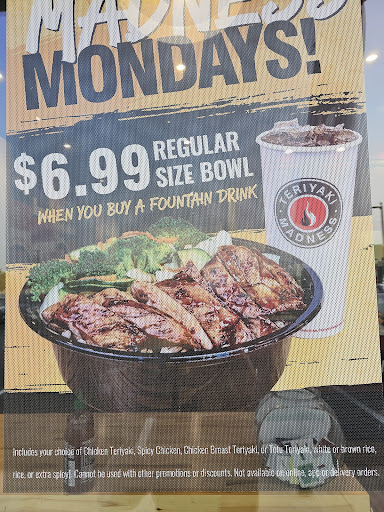 MADNESS
MONDAYS!
$6.99 REGULAR
SIZE BOWL
WHEN YOU BUY A FOUNTAIN DRINK
TERIYAKI
MADNESS
Includes your choice of Chicken Teriyaki, Spicy Chicken, Chicken Breast Teriyaki, or Tofu Teriyaki, white or brown rice,
rice, or extra spicy). Cannot be used with other promotions or discounts. Not available on online, app or delivery orders.